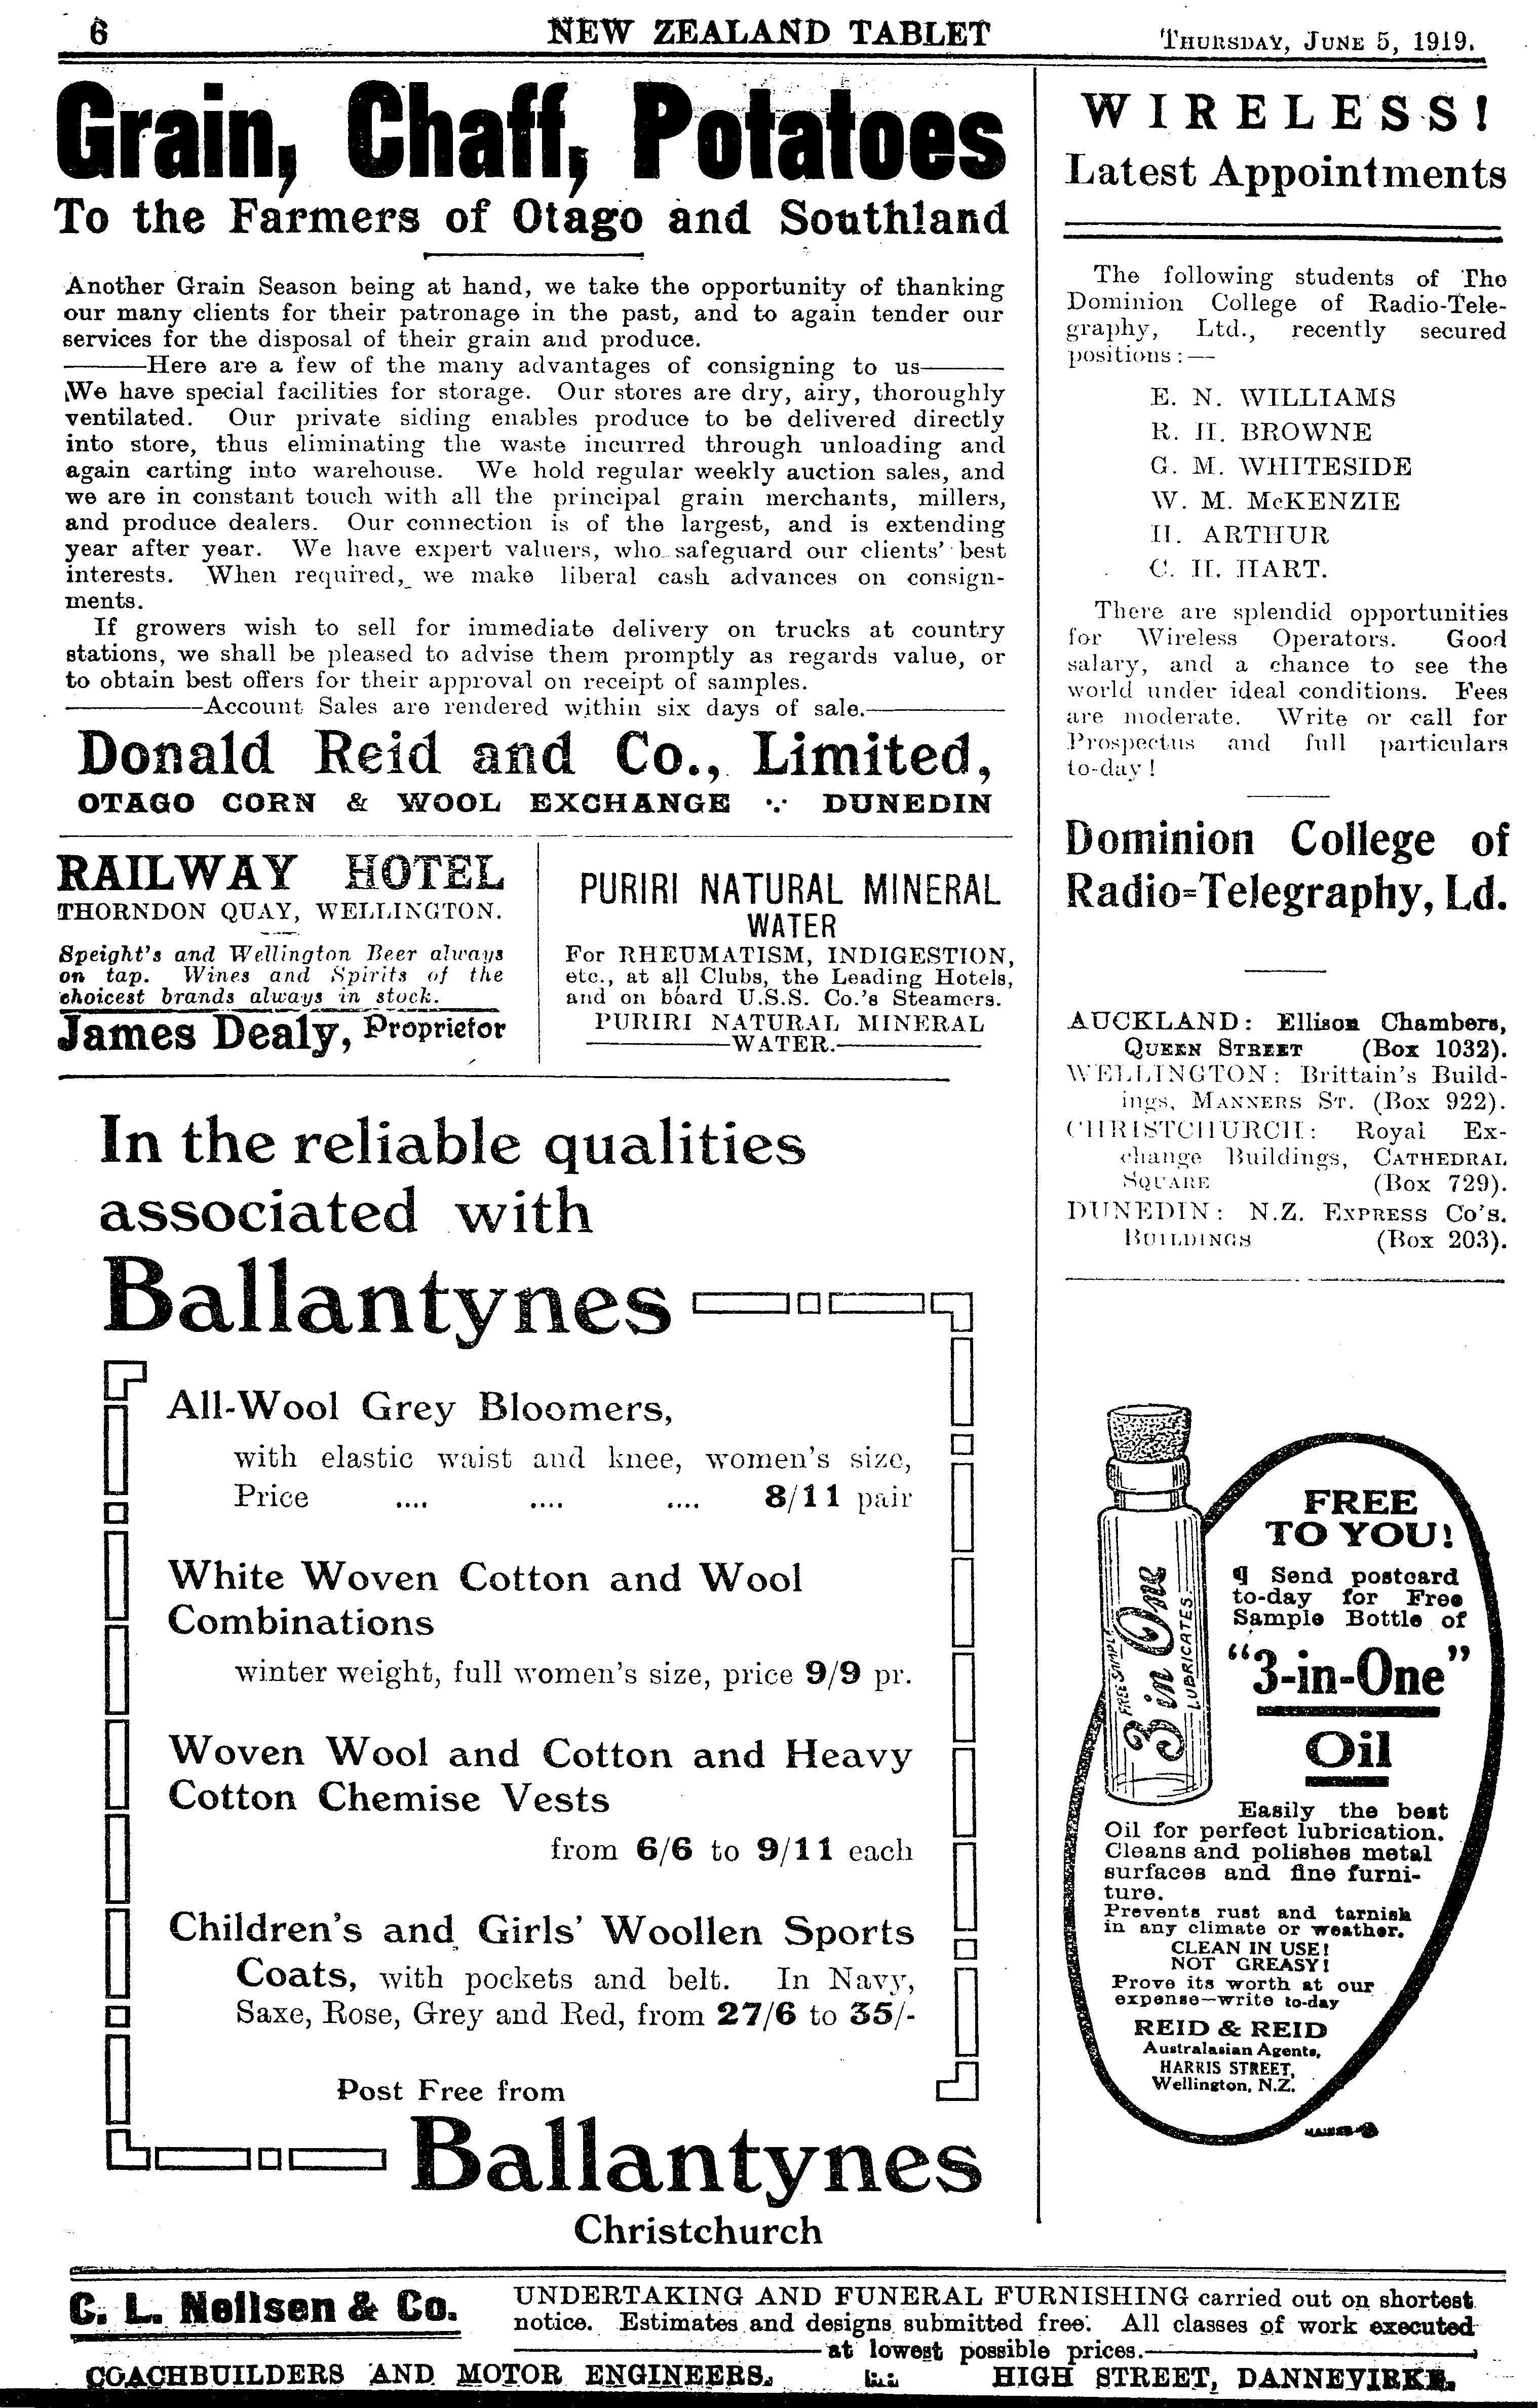 6
NEW ZEALAND TABLET
THURSDAY, JUNE 5, 1919.
Grain, Chaff, Potatoes
To the Farmers of Otago and Southland
Another Grain Season being at hand, we take the opportunity of thanking
our many clients for their patronage in the past, and to again tender our
services for the disposal of their grain and produce.
Here are a few of the many advantages of consigning to us
We have special facilities for storage. Our stores are dry, airy, thoroughly
ventilated. Our private siding enables produce to be delivered directly
into store, thus eliminating the waste incurred through unloading and
again carting into warehouse. We hold regular weekly auction sales, and
we are in constant touch with all the principal grain merchants, millers,
and produce dealers. Our connection is of the largest, and is extending
year after year. We have expert valuers, who safeguard our clients' best
interests. When required, we make liberal cash advances on consign-
ments.
If growers wish to sell for immediate delivery on trucks at country
stations, we shall be pleased to advise them promptly as regards value, or
to obtain best offers for their approval on receipt of samples.
Account Sales are rendered within six days of sale.
Donald Reid and Co., Limited,
OTAGO CORN & WOOL EXCHANGE ∵ DUNEDIN
RAILWAY HOTEL
THORNDON QUAY, WELLINGTON.
Speight's and Wellington Beer always
on tap. Wines and Spirits of the
choicest brands always in stock.
James Dealy, Proprietor
PURIRI NATURAL MINERAL
WATER
For RHEUMATISM, INDIGESTION,
etc., at all Clubs, the Leading Hotels,
and on board U.S.S. Co.'s Steamers.
PURIRI NATURAL MINERAL
WATER.
In the reliable qualities
associated with
Ballantynes
All-Wool Grey Bloomers,
with elastic waist and knee, women's size,
Price .... .... .... 8/11 pair
White Woven Cotton and Wool
Combinations
winter weight, full women's size, price 9/9 pr.
Woven Wool and Cotton and Heavy
Cotton Chemise Vests
from 6/6 to 9/11 each
Children's and Girls' Woollen Sports
Coats, with pockets and belt. In Navy,
Saxe, Rose, Grey and Red, from 27/6 to 35/-
Post Free from
Ballantynes
Christchurch
WIRELESS!
Latest Appointments
The following students of The
Dominion College of Radio-Tele-
graphy, Ltd., recently secured
positions:—
E. N. WILLIAMS
R. H. BROWNE
G. M. WHITESIDE
W. M. McKENZIE
H. ARTHUR
C. H. HART.
There are splendid opportunities
for Wireless Operators. Good
salary, and a chance to see the
world under ideal conditions. Fees
are moderate. Write or call for
Prospectus and full particulars
to-day!
Dominion College of
Radio-Telegraphy, Ld.
AUCKLAND: Ellison Chambers,
QUEEN STREET (Box 1032).
WELLINGTON: Brittain's Build-
ings, MANNERS ST. (Box 922).
CHRISTCHURCH: Royal Ex-
change Buildings, CATHEDRAL
SQUARE (Box 729).
DUNEDIN: N.Z. EXPRESS Co's.
BUILDINGS (Box 203).
FREE SAMPLE
3 in One
LUBRICATES
FREE
TO YOU!
¶ Send postcard
to-day for Free
Sample Bottle of
"3-in-One"
Oil
Easily the best
Oil for perfect lubrication.
Cleans and polishes metal
surfaces and fine furni-
ture.
Prevents rust and tarnish
in any climate or weather.
CLEAN IN USE!
NOT GREASY!
Prove its worth at our
expense—write to-day
REID & REID
Australasian Agents,
HARRIS STREET,
Wellington, N.Z.
C. L. Neilsen & Co.
UNDERTAKING AND FUNERAL FURNISHING carried out on shortest
notice. Estimates and designs submitted free. All classes of work executed
at lowest possible prices.
COACHBUILDERS AND MOTOR ENGINEERS, HIGH STREET, DANNEVIRKE.